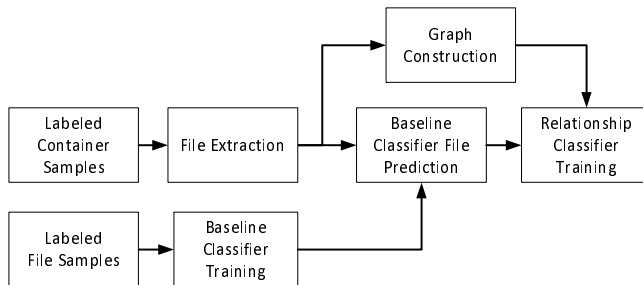 Graph
Construction
Labeled
Container
Samples
File Extraction
Baseline
Classifier File
Prediction
Relationship
Classifier
Training
Labeled
File Samples
Baseline
Classifier
Training